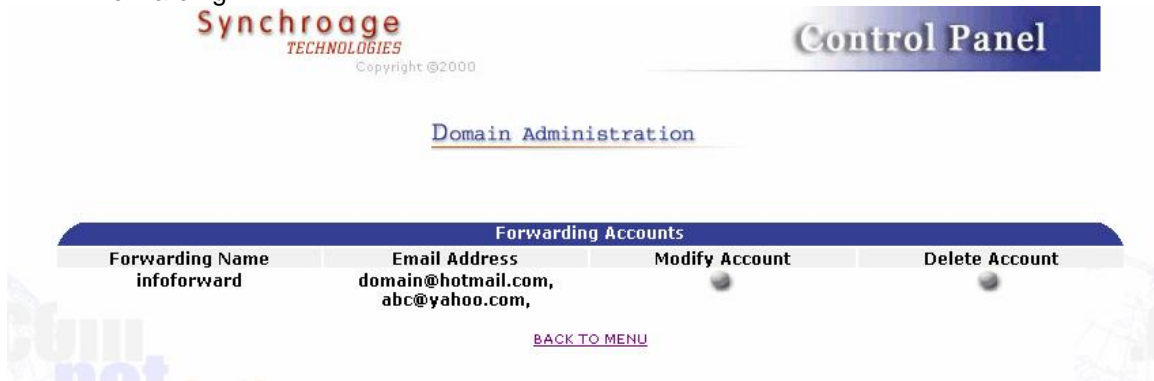 Synchroage
TECHNOLOGIES
Copyright ©2000
Control Panel
Domain Administration
Forwarding Accounts
Forwarding Name Email Address Modify Account Delete Account
infoforward domain@hotmail.com,
abc@yahoo.com,
BACK TO MENU
net